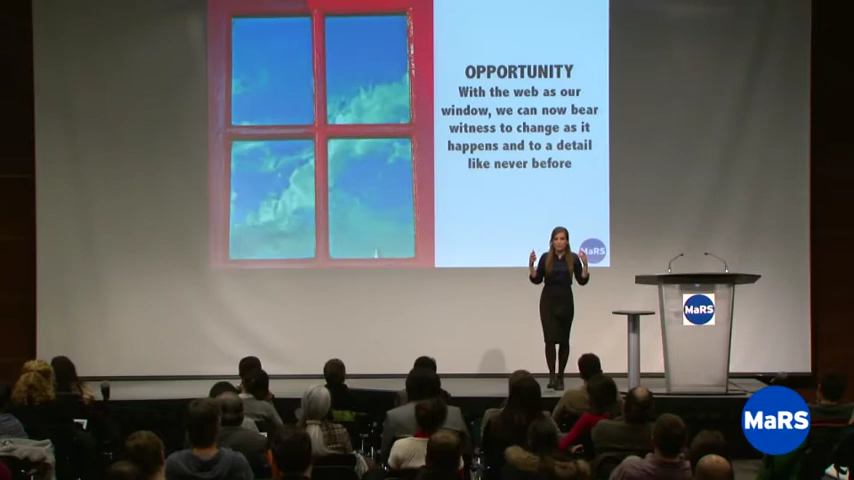 OPPORTUNITY
With the web as our
window, we can now bear
witness to change as it
happens and to a detail
like never before
MaRS
MaRS
MaRS